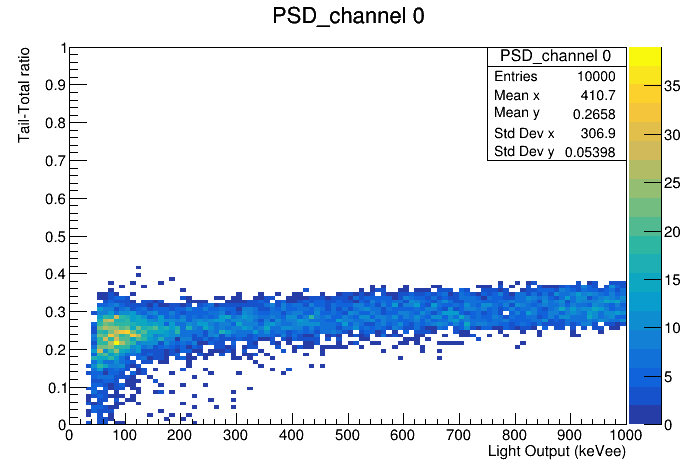 PSD_channel 0
Tail-Total ratio
PSD_channel 0
Entries 10000
Mean x 410.7
Mean y 0.2658
Std Dev x 306.9
Std Dev y 0.05398
1
0.9
0.8
0.7
0.6
0.5
0.4
0.3
0.2
0.1
0
0 100 200 300 400 500 600 700 800 900 1000
Light Output (keVee)
35
30
25
20
15
10
5
0